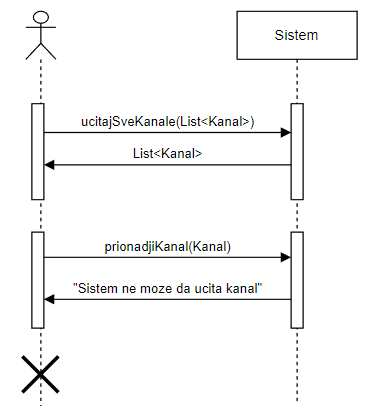 Sistem
ucitajSveKanale(List<Kanal>)
List<Kanal>
prionadjiKanal(Kanal)
"Sistem ne moze da ucita kanal"